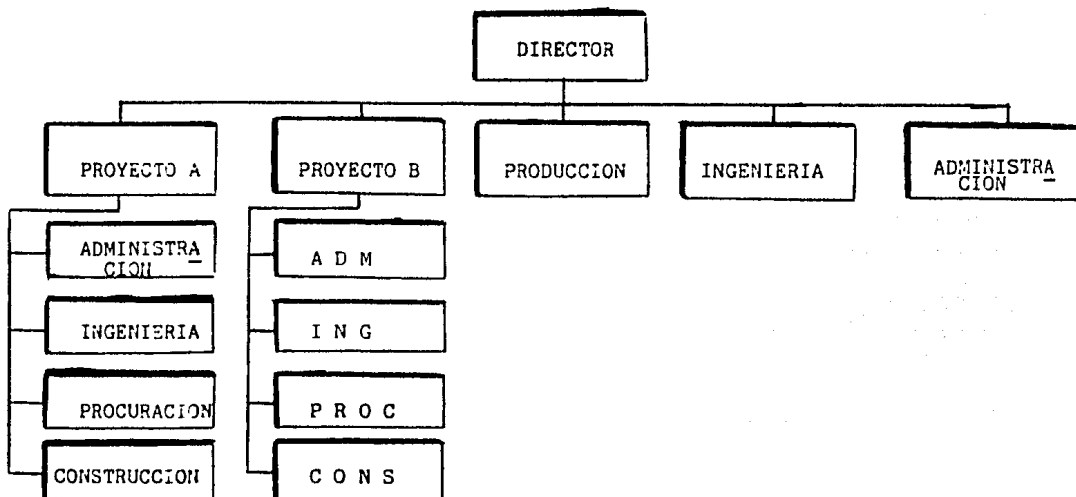 DIRECTOR
PROYECTO A
PROYECTO B
PRODUCCION
INGENIERIA
ADMINISTRA
CION
ADMINISTRA
CION
INGENIERIA
PROCURACION
CONSTRUCCION
A D M
I N G
P R O C
C O N S